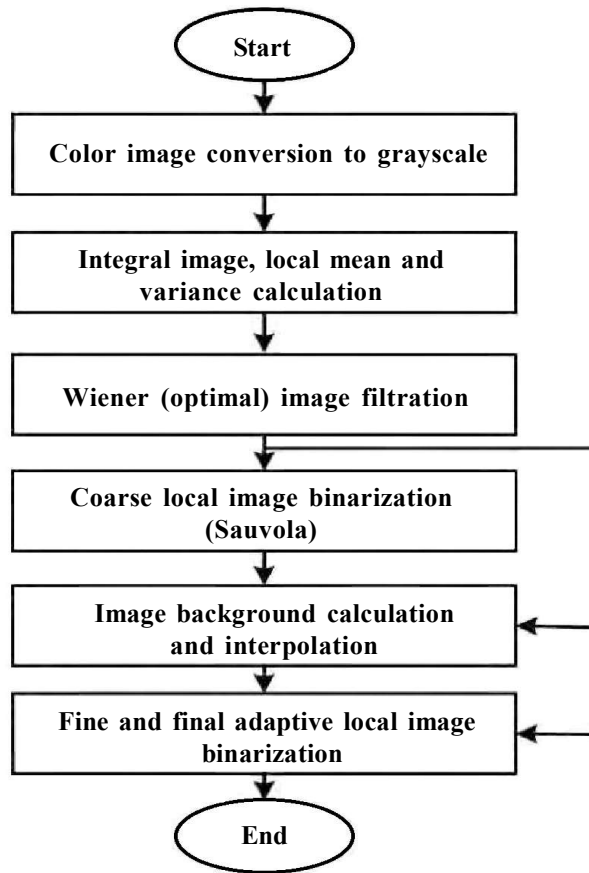 Start
Color image conversion to grayscale
Integral image, local mean and
variance calculation
Wiener (optimal) image filtration
Coarse local image binarization
(Sauvola)
Image background calculation
and interpolation
Fine and final adaptive local image
binarization
End